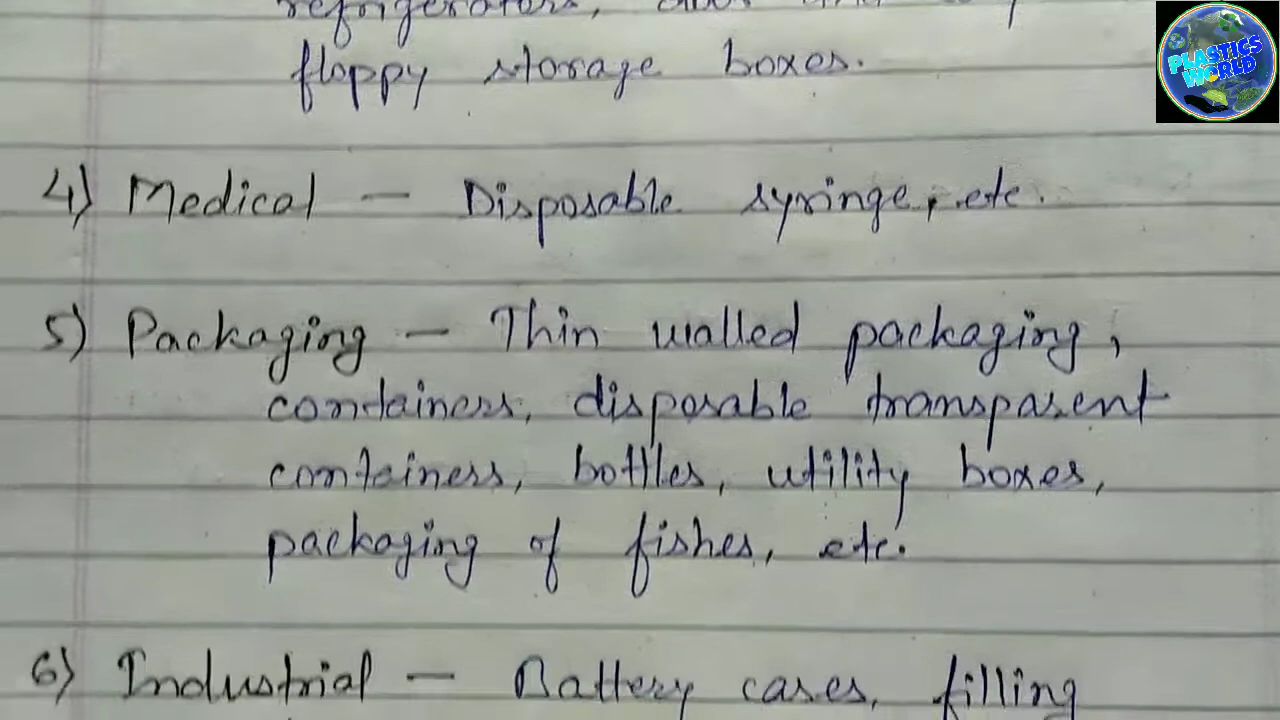 refrigerators,
floppy storage boxes.
PLASTICS WORLD
4) Medical - Disposable syringe, etc.
5) Packaging - Thin walled packaging,
containers, disposable transparent
containers, bottles, utility boxes,
packaging of fishes, etc.
6) Industrial - Battery cases, filling